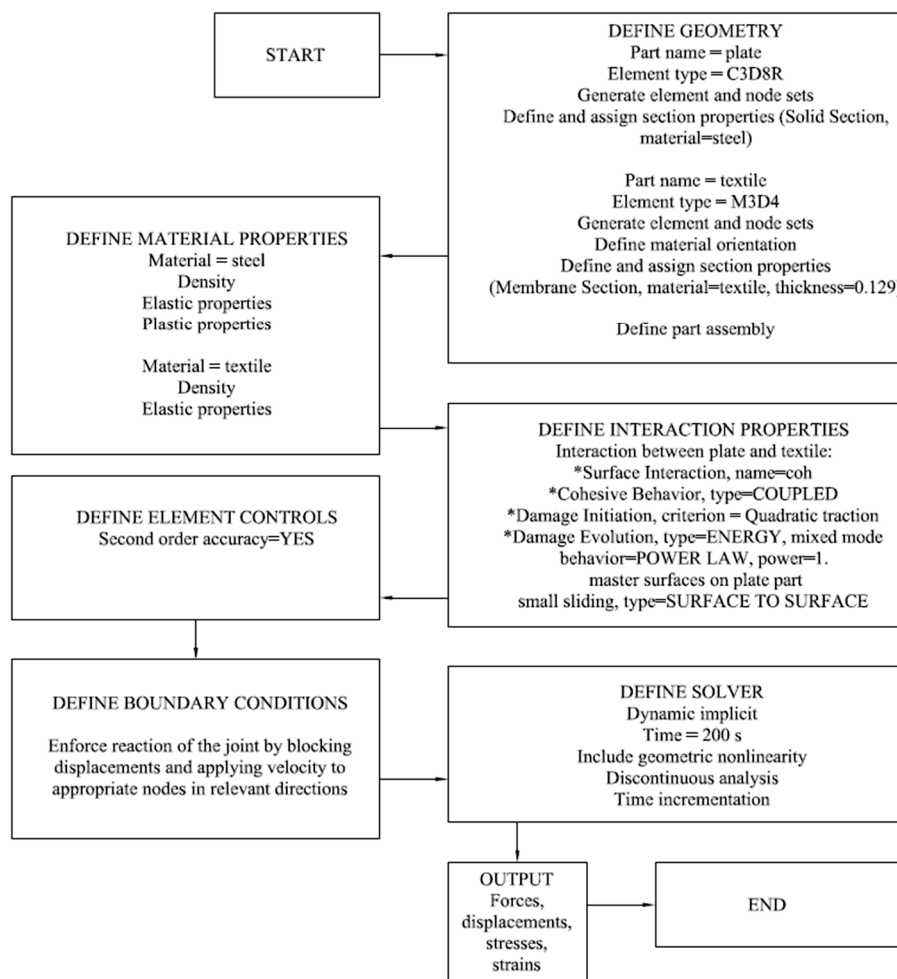 START
DEFINE GEOMETRY
Part name = plate
Element type = C3D8R
Generate element and node sets
Define and assign section properties (Solid Section,
material=steel)
Part name = textile
Element type = M3D4
Generate element and node sets
Define material orientation
Define and assign section properties
(Membrane Section, material=textile, thickness=0.129)
Define part assembly
DEFINE MATERIAL PROPERTIES
Material = steel
Density
Elastic properties
Plastic properties
Material = textile
Density
Elastic properties
DEFINE INTERACTION PROPERTIES
Interaction between plate and textile:
*Surface Interaction, name=coh
*Cohesive Behavior, type=COUPLED
*Damage Initiation, criterion = Quadratic traction
*Damage Evolution, type=ENERGY, mixed mode
behavior=POWER LAW, power=1.
master surfaces on plate part
small sliding, type=SURFACE TO SURFACE
DEFINE ELEMENT CONTROLS
Second order accuracy=YES
DEFINE BOUNDARY CONDITIONS
Enforce reaction of the joint by blocking
displacements and applying velocity to
appropriate nodes in relevant directions
DEFINE SOLVER
Dynamic implicit
Time = 200 s
Include geometric nonlinearity
Discontinuous analysis
Time incrementation
OUTPUT
Forces,
displacements,
stresses,
strains
END